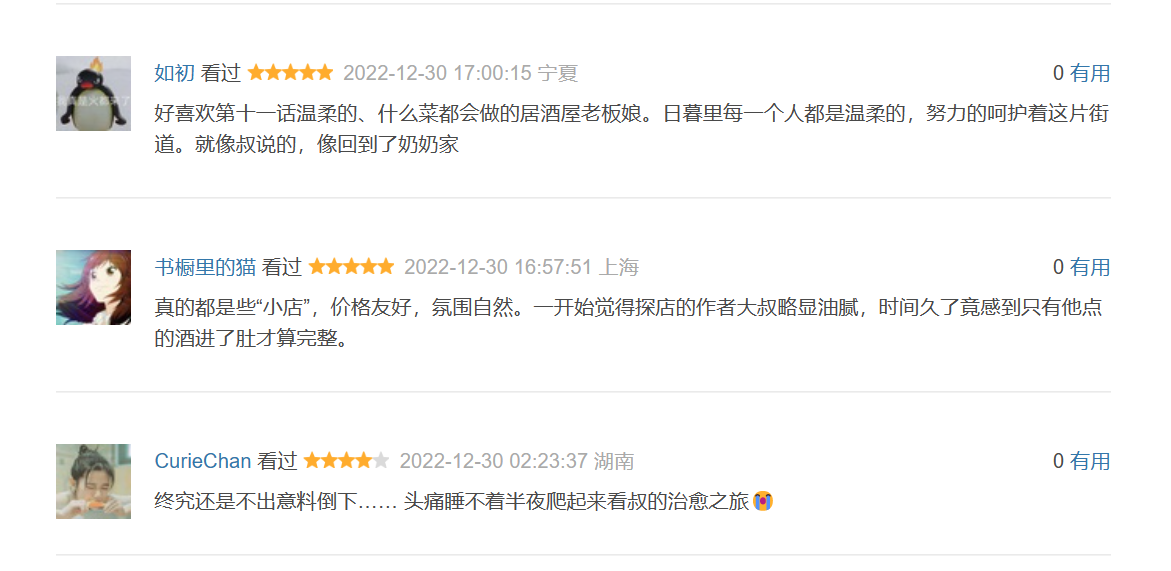 如初 看过 2022-12-30 17:00:15 宁夏 0 有用
好喜欢第十一话温柔的、什么菜都会做的居酒屋老板娘。日暮里每一个人都是温柔的，努力的呵护着这片街
道。就像叔说的，像回到了奶奶家
书橱里的猫 看过 2022-12-30 16:57:51 上海 0 有用
真的都是些“小店”，价格友好，氛围自然。一开始觉得探店的作者大叔略显油腻，时间久了竟感到只有他点
的酒进了肚才算完整。
CurieChan 看过 2022-12-30 02:23:37 湖南 0 有用
终究还是不出意料倒下…… 头痛睡不着半夜爬起来看叔的治愈之旅😭